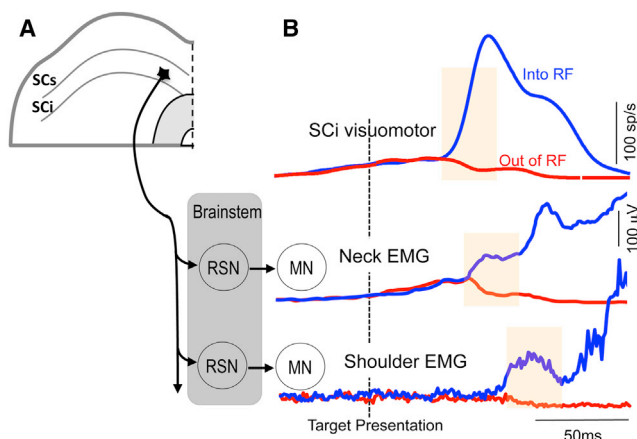 A
B
SCs
SCi
Into RF
SCi visuomotor
Out of RF
100 sp/s
Brainstem
RSN
MN
Neck EMG
100 uV
RSN
MN
Shoulder EMG
Target Presentation
50ms